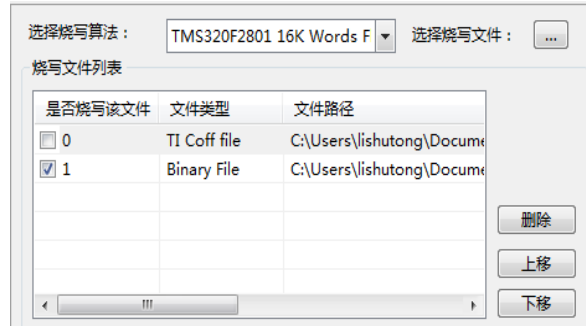 选择烧写算法： TMS320F2801 16K Words F 选择烧写文件： ...
烧写文件列表
是否烧写该文件 文件类型 文件路径
0 TI Coff file C:\Users\lishutong\Docume
1 Binary File C:\Users\lishutong\Docume
删除
上移
下移